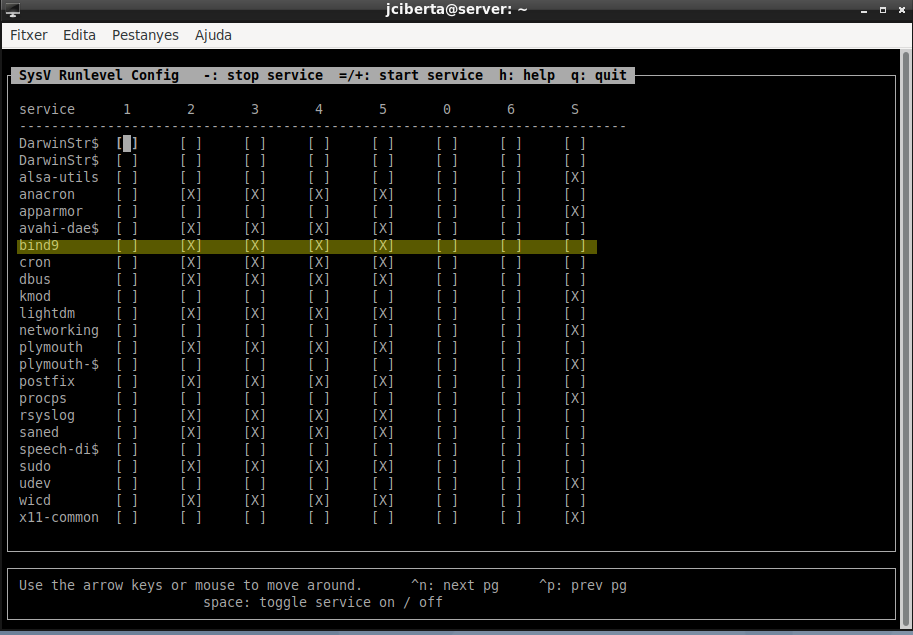 jciberta@server: ~
Fitxer Edita Pestanyes Ajuda
SysV Runlevel Config -: stop service =/+: start service h: help q: quit
service 1 2 3 4 5 0 6 S
----------------------------------------------------------------------------
DarwinStr$ [ ] [ ] [ ] [ ] [ ] [ ] [ ] [ ]
DarwinStr$ [ ] [ ] [ ] [ ] [ ] [ ] [ ] [ ]
alsa-utils [ ] [ ] [ ] [ ] [ ] [ ] [ ] [X]
anacron [ ] [X] [X] [X] [X] [ ] [ ] [ ]
apparmor [ ] [ ] [ ] [ ] [ ] [ ] [ ] [X]
avahi-dae$ [ ] [X] [X] [X] [X] [ ] [ ] [ ]
bind9 [ ] [X] [X] [X] [X] [ ] [ ] [ ]
cron [ ] [X] [X] [X] [X] [ ] [ ] [ ]
dbus [ ] [X] [X] [X] [X] [ ] [ ] [ ]
kmod [ ] [ ] [ ] [ ] [ ] [ ] [ ] [X]
lightdm [ ] [X] [X] [X] [X] [ ] [ ] [ ]
networking [ ] [ ] [ ] [ ] [ ] [ ] [ ] [X]
plymouth [ ] [X] [X] [X] [X] [ ] [ ] [ ]
plymouth-$ [ ] [ ] [ ] [ ] [ ] [ ] [ ] [X]
postfix [ ] [X] [X] [X] [X] [ ] [ ] [ ]
procps [ ] [ ] [ ] [ ] [ ] [ ] [ ] [X]
rsyslog [ ] [X] [X] [X] [X] [ ] [ ] [ ]
saned [ ] [X] [X] [X] [X] [ ] [ ] [ ]
speech-di$ [ ] [ ] [ ] [ ] [ ] [ ] [ ] [ ]
sudo [ ] [X] [X] [X] [X] [ ] [ ] [ ]
udev [ ] [ ] [ ] [ ] [ ] [ ] [ ] [X]
wicd [ ] [X] [X] [X] [X] [ ] [ ] [ ]
x11-common [ ] [ ] [ ] [ ] [ ] [ ] [ ] [X]
Use the arrow keys or mouse to move around. ^n: next pg ^p: prev pg
space: toggle service on / off